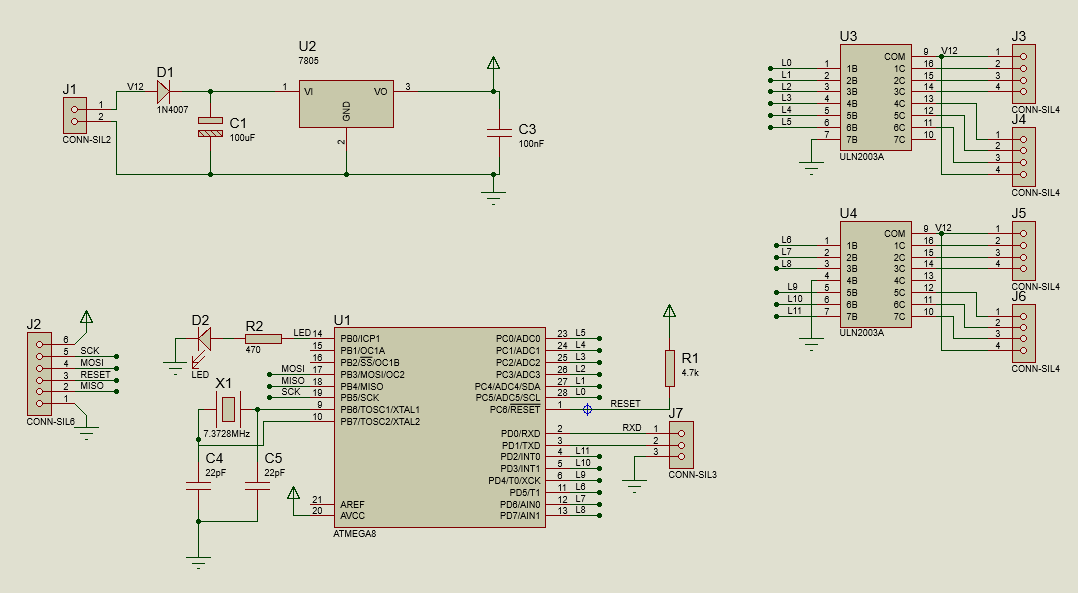 J1
1
2
CONN-SIL2
V12
D1
1N4007
C1
100uF
U2
7805
1
VI
VO
3
GND
2
C3
100nF
U3
L0 1 1B COM 9 V12
L1 2 2B 1C 16
L2 3 3B 2C 15
L3 4 4B 3C 14
L4 5 5B 4C 13
L5 6 6B 5C 12
7 7B 6C 11
7C 10
ULN2003A
J3
1
2
3
4
CONN-SIL4
J4
1
2
3
4
CONN-SIL4
U4
L6 1 1B COM 9 V12
L7 2 2B 1C 16
L8 3 3B 2C 15
4 4B 3C 14
L9 5 5B 4C 13
L10 6 6B 5C 12
L11 7 7B 6C 11
7C 10
ULN2003A
J5
1
2
3
4
CONN-SIL4
J6
1
2
3
4
CONN-SIL4
J2
6
5 SCK
4 MOSI
3 RESET
2 MISO
1
CONN-SIL6
D2
LED
R2
470
X1
7.3728MHz
C4
22pF
C5
22pF
U1
LED 14 PB0/ICP1
15 PB1/OC1A
16 PB2/SS/OC1B
MOSI 17 PB3/MOSI/OC2
MISO 18 PB4/MISO
SCK 19 PB5/SCK
9 PB6/TOSC1/XTAL1
10 PB7/TOSC2/XTAL2
21 AREF
20 AVCC
PC0/ADC0 23 L5
PC1/ADC1 24 L4
PC2/ADC2 25 L3
PC3/ADC3 26 L2
PC4/ADC4/SDA 27 L1
PC5/ADC5/SCL 28 L0
PC6/RESET 1 RESET
PD0/RXD 2 RXD
PD1/TXD 3
PD2/INT0 4 L11
PD3/INT1 5 L10
PD4/T0/XCK 6 L9
PD5/T1 11 L6
PD6/AIN0 12 L7
PD7/AIN1 13 L8
ATMEGA8
R1
4.7k
J7
1
2
3
CONN-SIL3